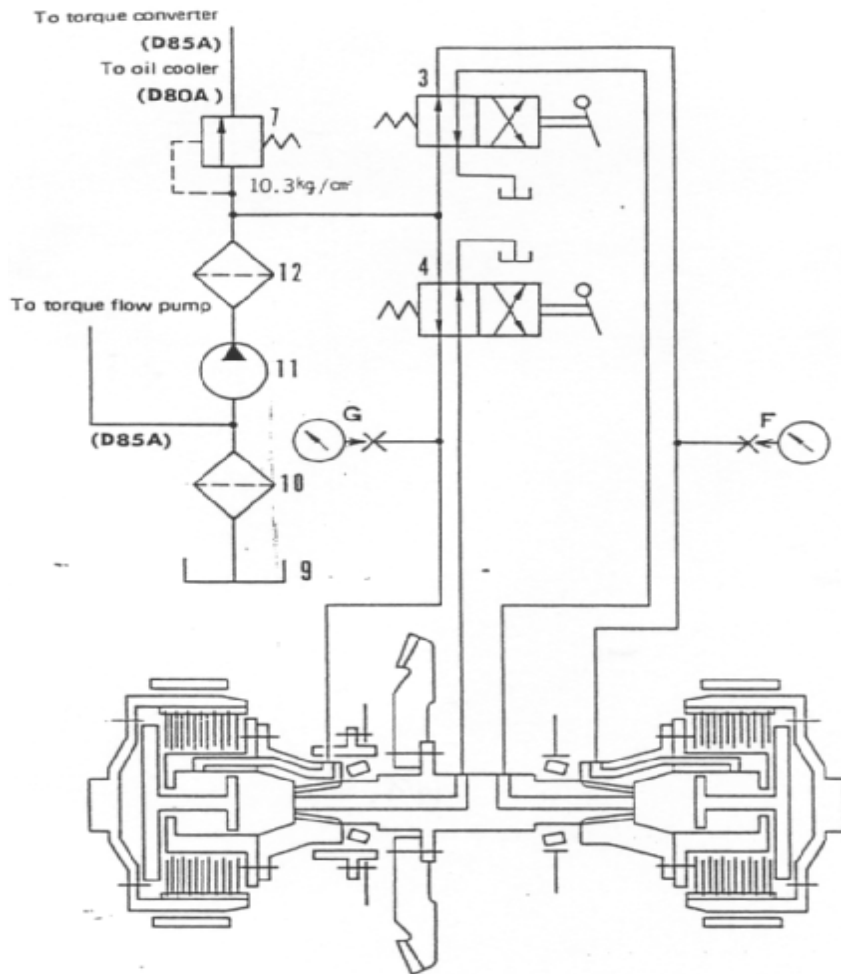 To torque converter
(D85A)
To oil cooler
(D80A)
7
3
10.3kg/cm²
4
12
To torque flow pump
11
G
F
(D85A)
10
9